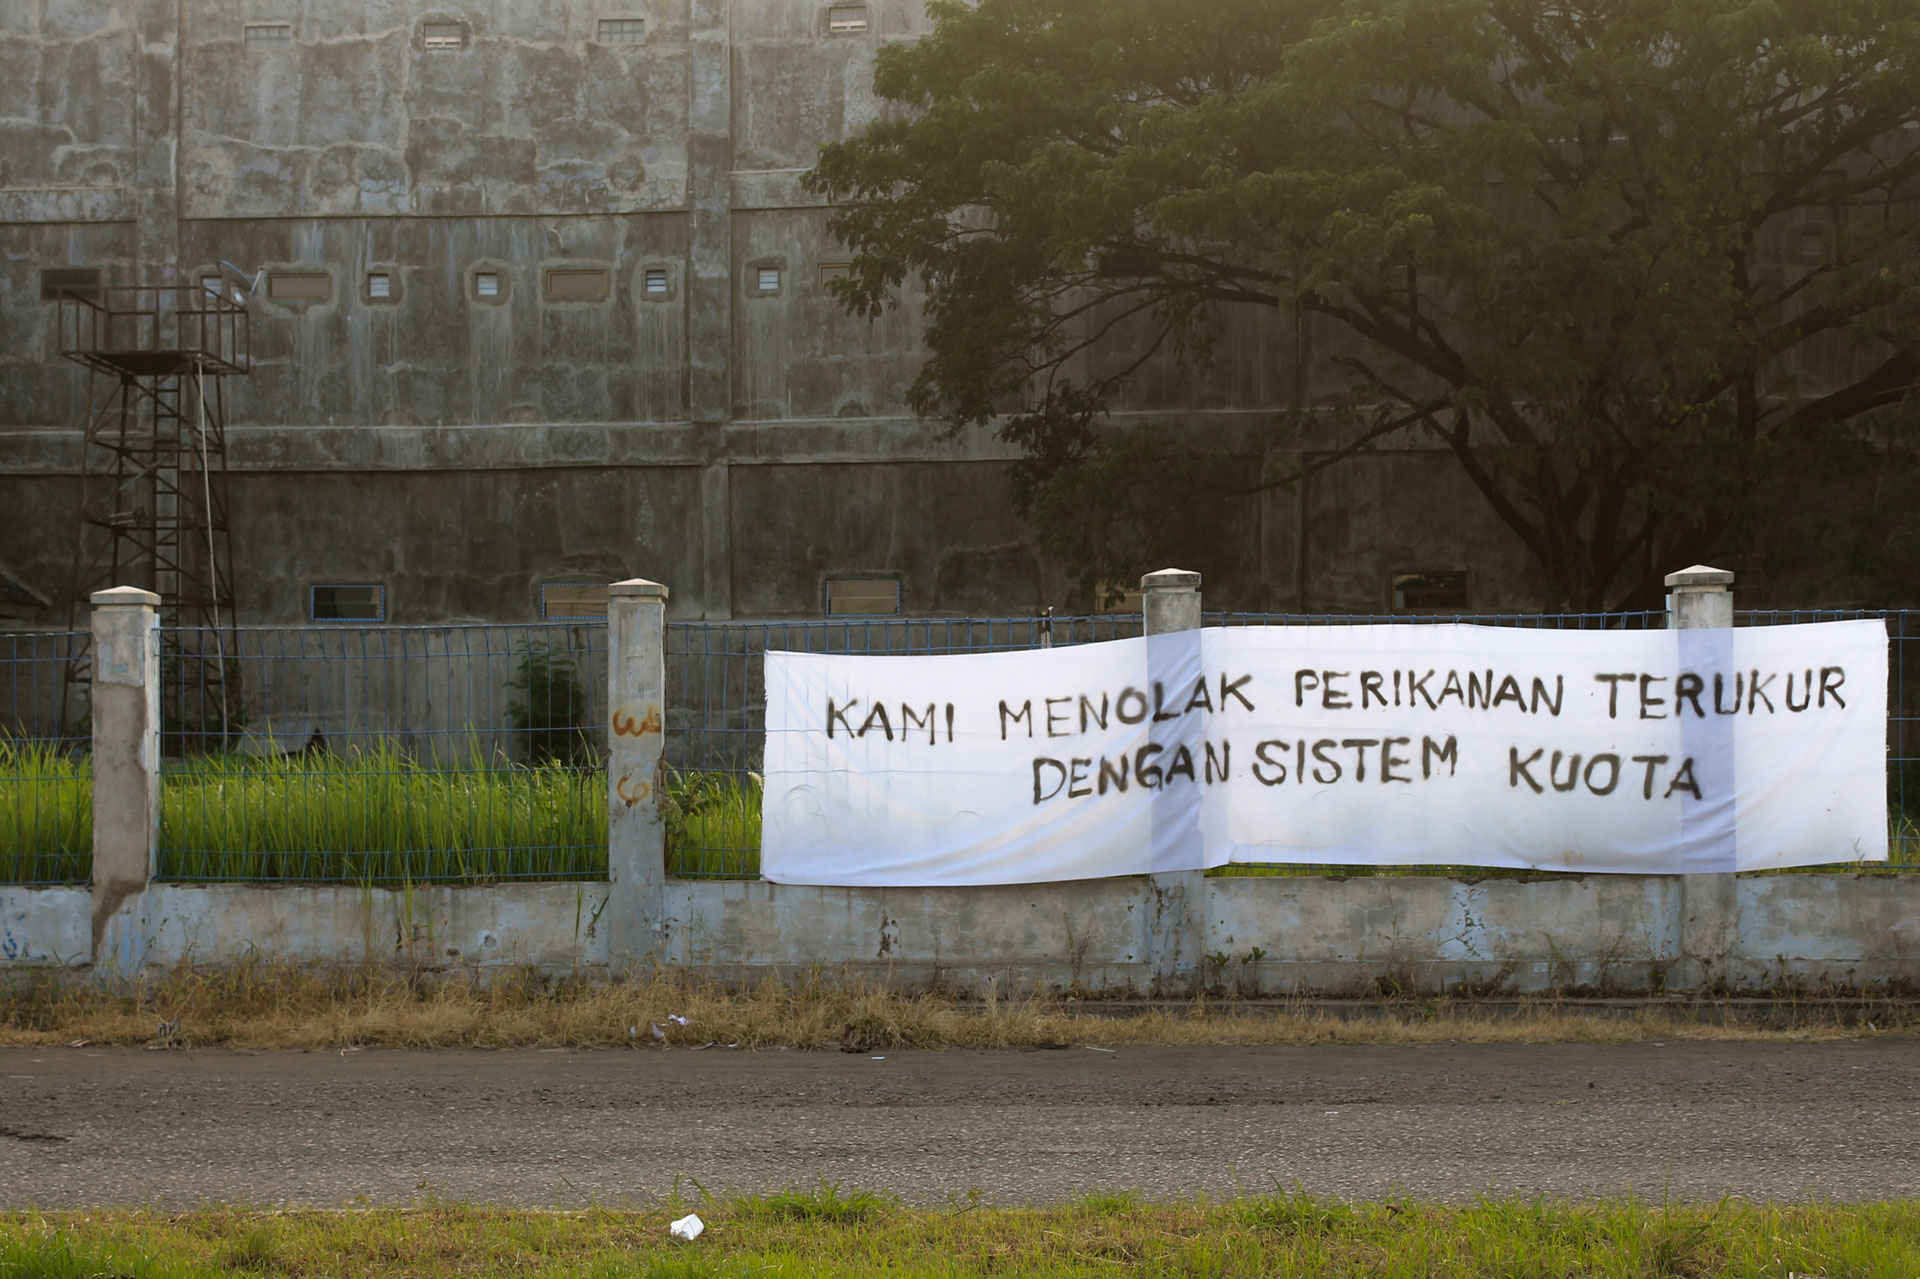 KAMI MENOLAK PERIKANAN TERUKUR
DENGAN SISTEM KUOTA